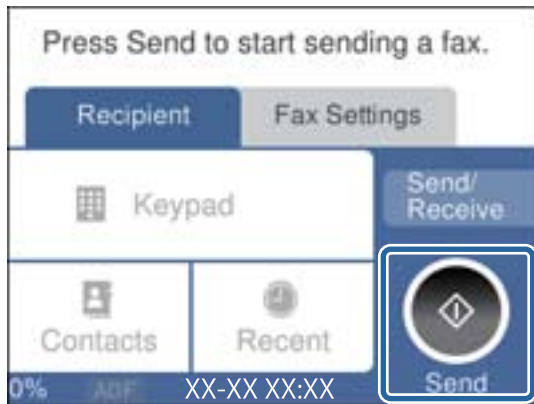 Press Send to start sending a fax.
Recipient
Fax Settings
Keypad
Send/
Receive
Contacts
Recent
Send
0% ADF XX-XX XX:XX